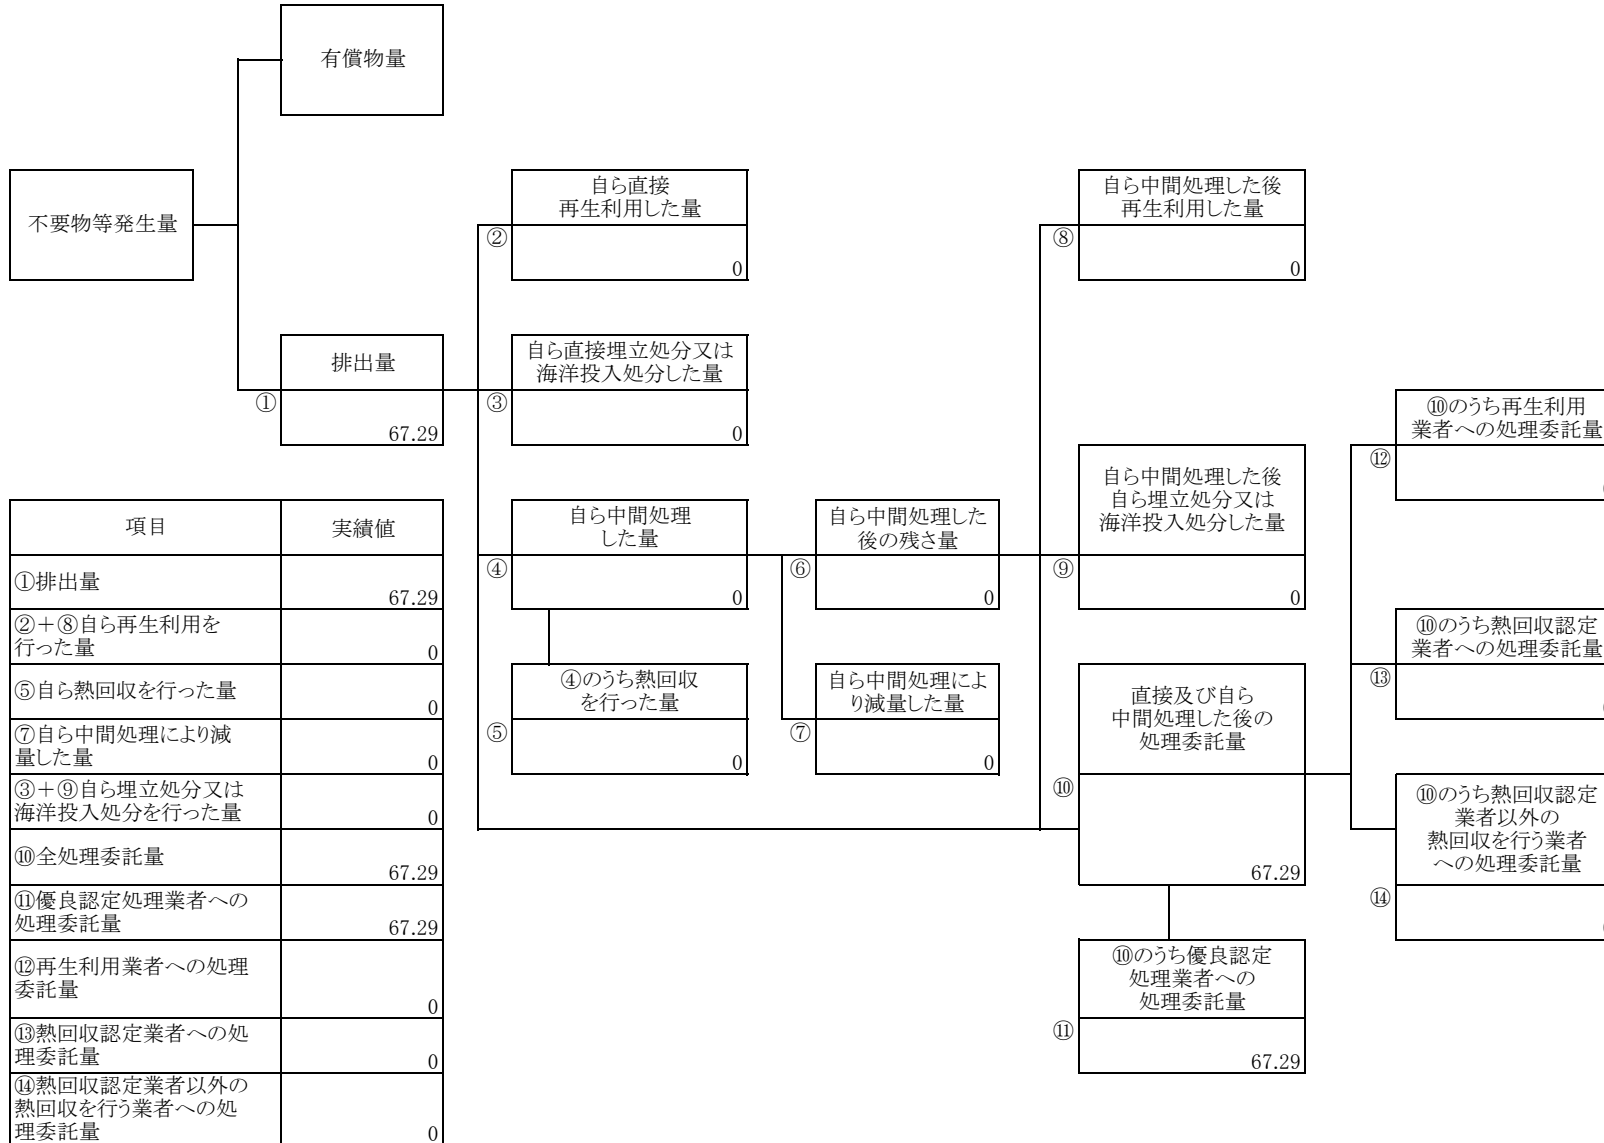 有償物量
不要物等発生量
自ら直接
再生利用した量
②
0
自ら中間処理した後
再生利用した量
⑧
0
排出量
①
67.29
自ら直接埋立処分又は
海洋投入処分した量
③
0
⑩のうち再生利用
業者への処理委託量
⑫
自ら中間処理
した量
④
0
自ら中間処理した
後の残さ量
⑥
0
自ら中間処理した後
自ら埋立処分又は
海洋投入処分した量
⑨
0
④のうち熱回収
を行った量
⑤
0
自ら中間処理によ
り減量した量
⑦
0
直接及び自ら
中間処理した後の
処理委託量
⑩
67.29
⑩のうち熱回収認定
業者への処理委託量
⑬
⑩のうち熱回収認定
業者以外の
熱回収を行う業者
への処理委託量
⑭
⑩のうち優良認定
処理業者への
処理委託量
⑪
67.29
項目 実績値
①排出量
67.29
②+⑧自ら再生利用を
行った量
0
⑤自ら熱回収を行った量
0
⑦自ら中間処理により減
量した量
0
③+⑨自ら埋立処分又は
海洋投入処分を行った量
0
⑩全処理委託量
67.29
⑪優良認定処理業者への
処理委託量
67.29
⑫再生利用業者への処理
委託量
0
⑬熱回収認定業者への処
理委託量
0
⑭熱回収認定業者以外の
熱回収を行う業者への処
理委託量
0